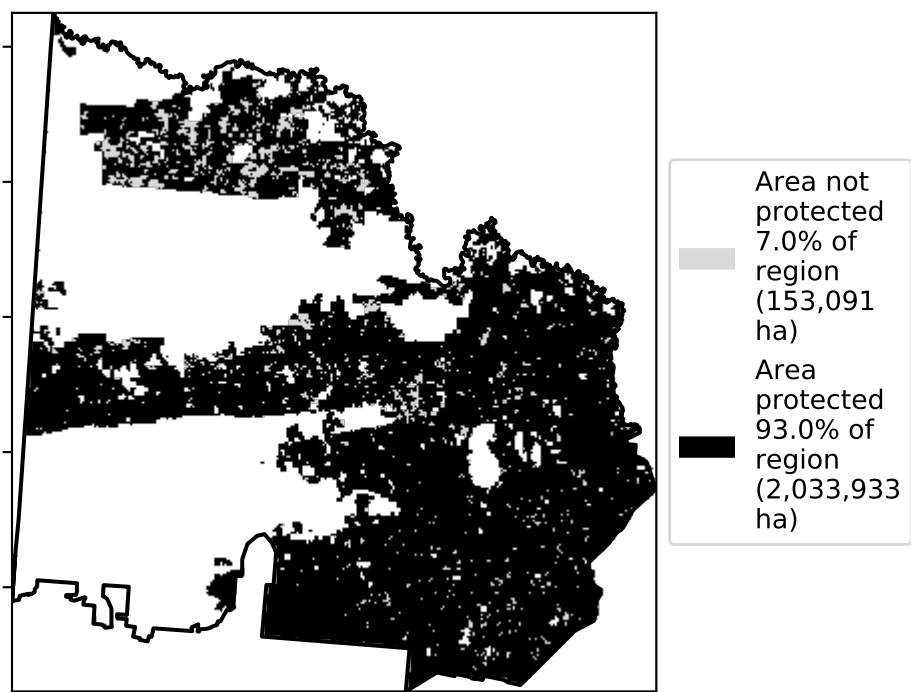 Area not
protected
7.0% of
region
(153,091
ha)
Area
protected
93.0% of
region
(2,033,933
ha)